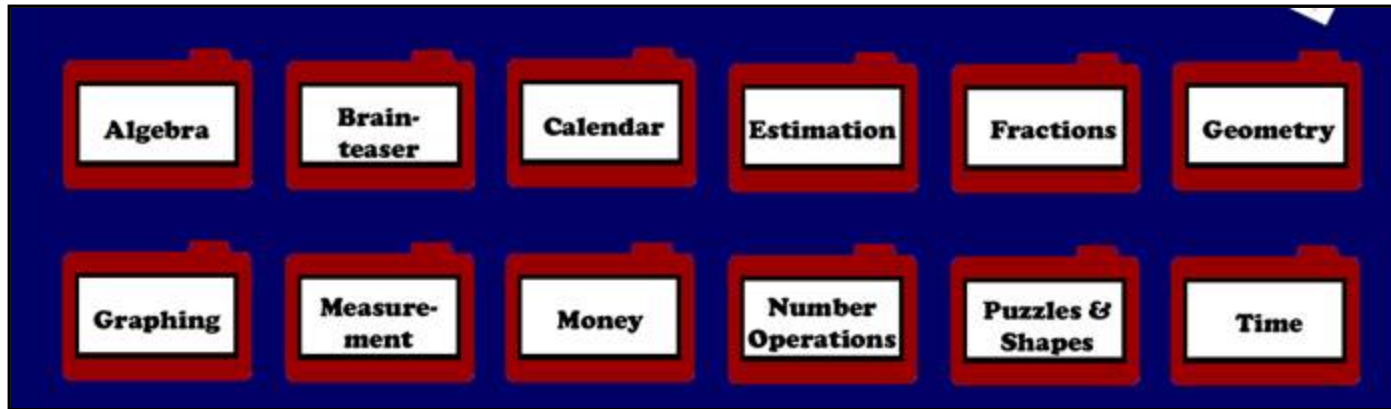 Algebra
Brain-
teaser
Calendar
Estimation
Fractions
Geometry
Graphing
Measure-
ment
Money
Number
Operations
Puzzles &
Shapes
Time